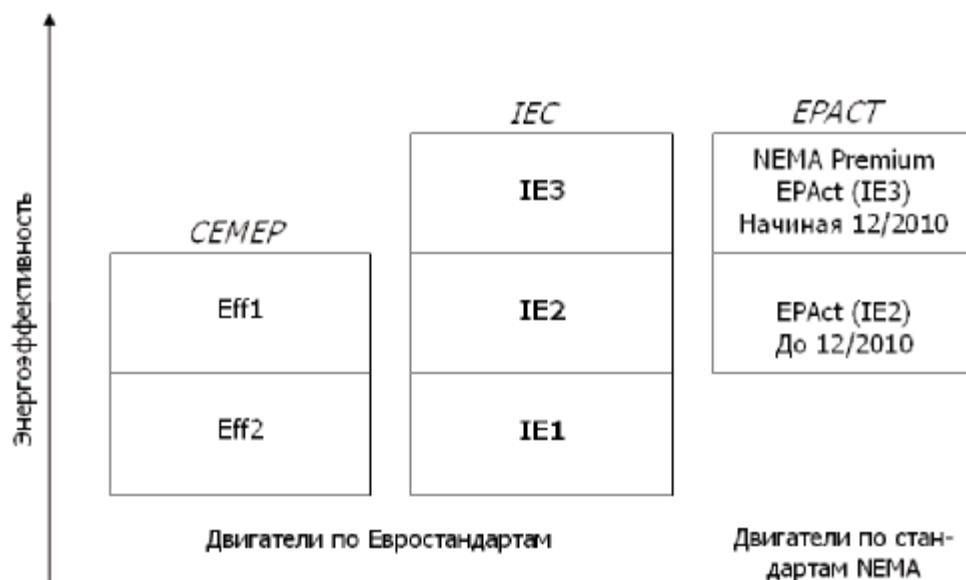 Энергоэффективность
CEMEP
Eff1
Eff2
IEC
IE3
IE2
IE1
EPACT
NEMA Premium
EPAct (IE3)
Начиная 12/2010
EPAct (IE2)
До 12/2010
Двигатели по Евростандартам
Двигатели по стан-
дартам NEMA